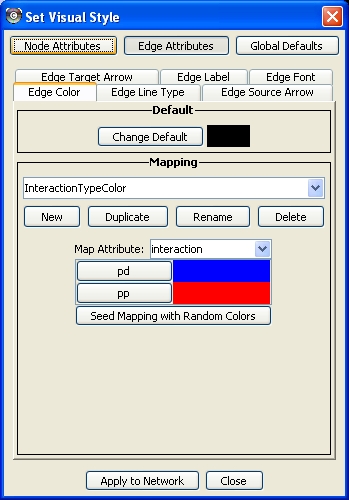 Set Visual Style
Node Attributes Edge Attributes Global Defaults
Edge Target Arrow Edge Label Edge Font
Edge Color Edge Line Type Edge Source Arrow
Default
Change Default
Mapping
InteractionTypeColor
New Duplicate Rename Delete
Map Attribute: interaction
pd
pp
Seed Mapping with Random Colors
Apply to Network Close